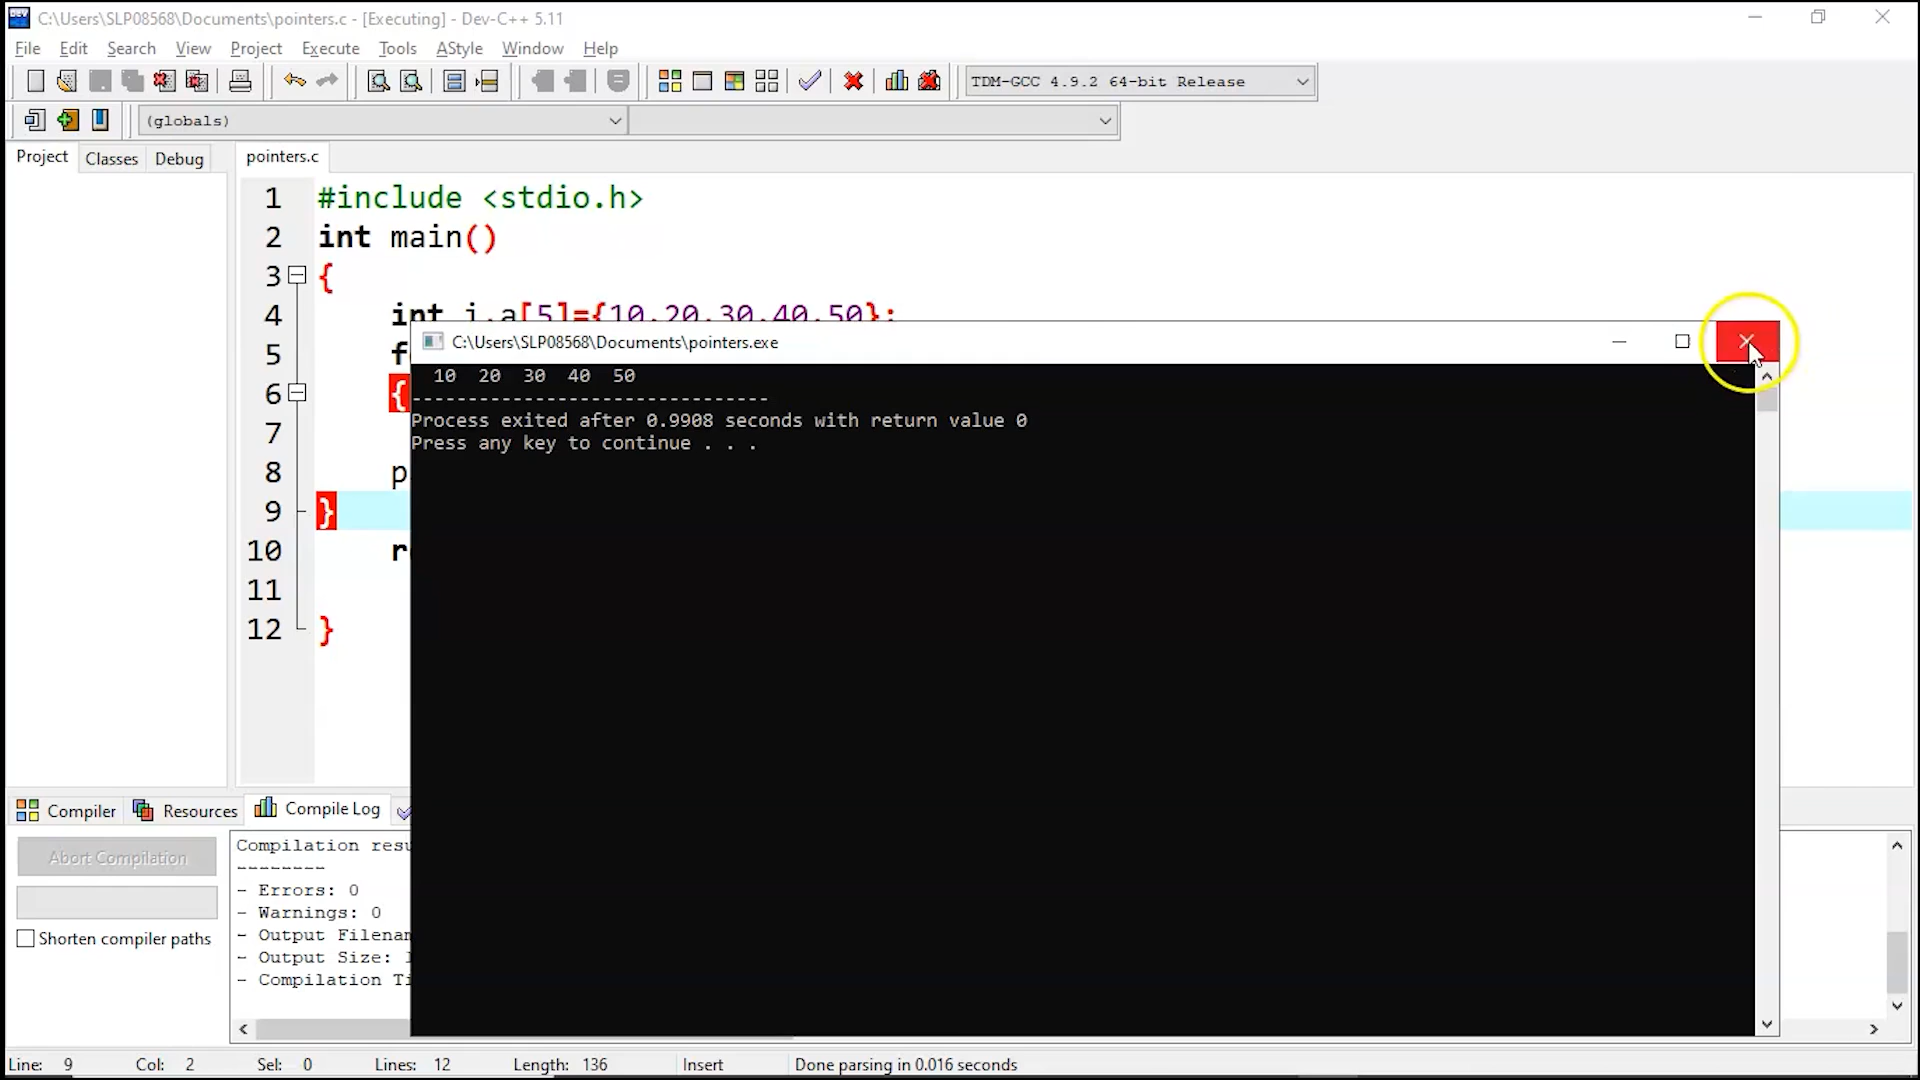 C:\Users\SLP08568\Documents\pointers.c - [Executing] - Dev-C++ 5.11
File Edit Search View Project Execute Tools AStyle Window Help
TDM-GCC 4.9.2 64-bit Release
(globals)
Project Classes Debug
pointers.c
1 #include <stdio.h>
2 int main()
3 {
4 int i,a[5]={10,20,30,40,50};
5 f
6 {
7
8 p
9 }
10 r
11
12 }
C:\Users\SLP08568\Documents\pointers.exe
10 20 30 40 50
--------------------------------
Process exited after 0.9908 seconds with return value 0
Press any key to continue . . .
Compiler Resources Compile Log
Abort Compilation
Shorten compiler paths
Compilation resu
--------
- Errors: 0
- Warnings: 0
- Output Filenam
- Output Size: 1
- Compilation Ti
Line: 9 Col: 2 Sel: 0 Lines: 12 Length: 136 Insert Done parsing in 0.016 seconds